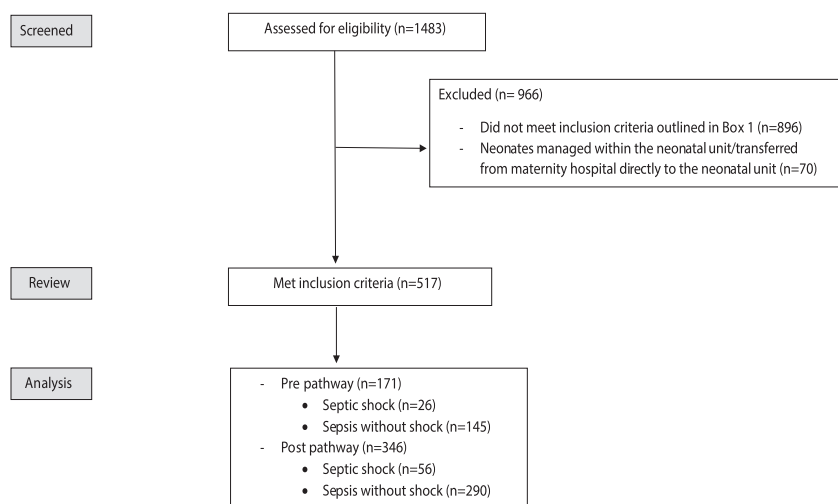 Screened
Assessed for eligibility (n=1483)
Excluded (n= 966)
- Did not meet inclusion criteria outlined in Box 1 (n=896)
- Neonates managed within the neonatal unit/transferred
from maternity hospital directly to the neonatal unit (n=70)
Review
Met inclusion criteria (n=517)
Analysis
- Pre pathway (n=171)
• Septic shock (n=26)
• Sepsis without shock (n=145)
- Post pathway (n=346)
• Septic shock (n=56)
• Sepsis without shock (n=290)